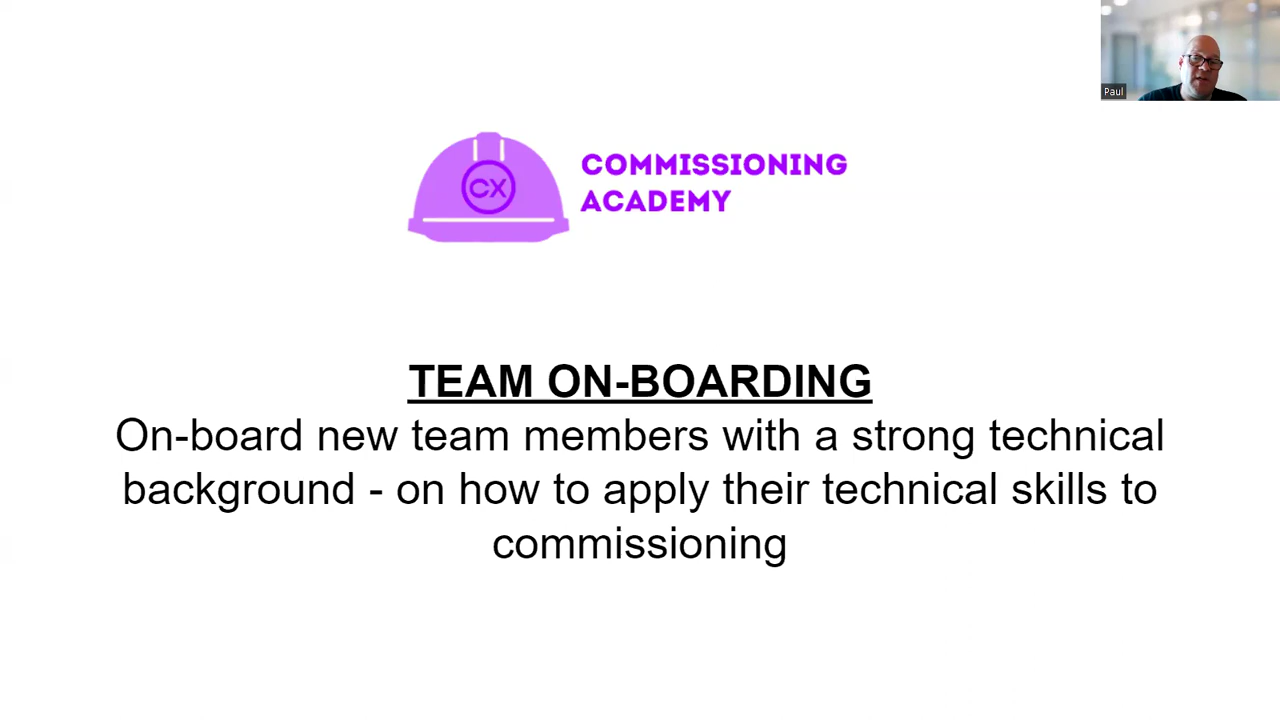 Paul
CX
COMMISSIONING
ACADEMY
TEAM ON-BOARDING
On-board new team members with a strong technical
background - on how to apply their technical skills to
commissioning